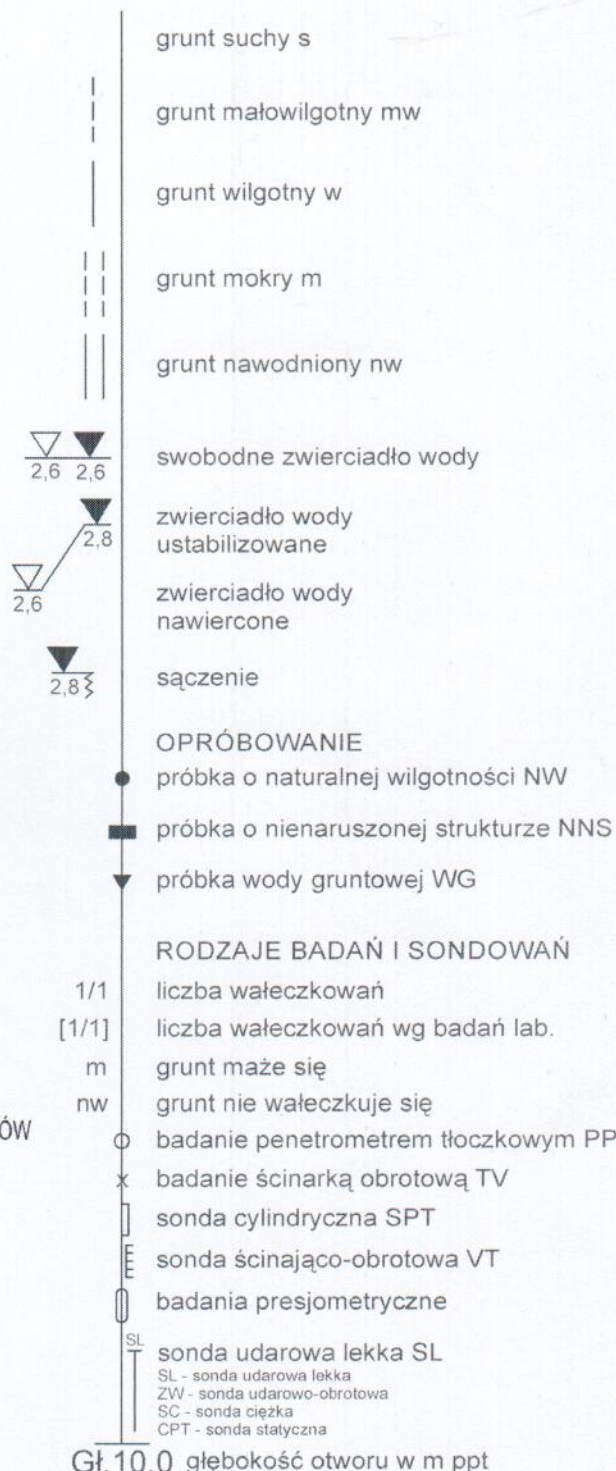 grunt suchy s
grunt małowilgotny mw
grunt wilgotny w
grunt mokry m
grunt nawodniony nw
2,6 2,6 swobodne zwierciadło wody
2,8 zwierciadło wody
ustabilizowane
2,6 zwierciadło wody
nawiercone
2,8 sączenie
OPRÓBOWANIE
próbka o naturalnej wilgotności NW
próbka o nienaruszonej strukturze NNS
próbka wody gruntowej WG
RODZAJE BADAŃ I SONDOWAŃ
1/1 liczba wałeczkowań
[1/1] liczba wałeczkowań wg badań lab.
m grunt maże się
nw grunt nie wałeczkuje się
ÓW
badanie penetrometrem tłoczkowym PP
x badanie ścinarką obrotową TV
sonda cylindryczna SPT
sonda ścinająco-obrotowa VT
badania presjometryczne
SL sonda udarowa lekka SL
SL - sonda udarowa lekka
ZW - sonda udarowo-obrotowa
SC - sonda ciężka
CPT - sonda statyczna
Gł.10.0 głębokość otworu w m ppt